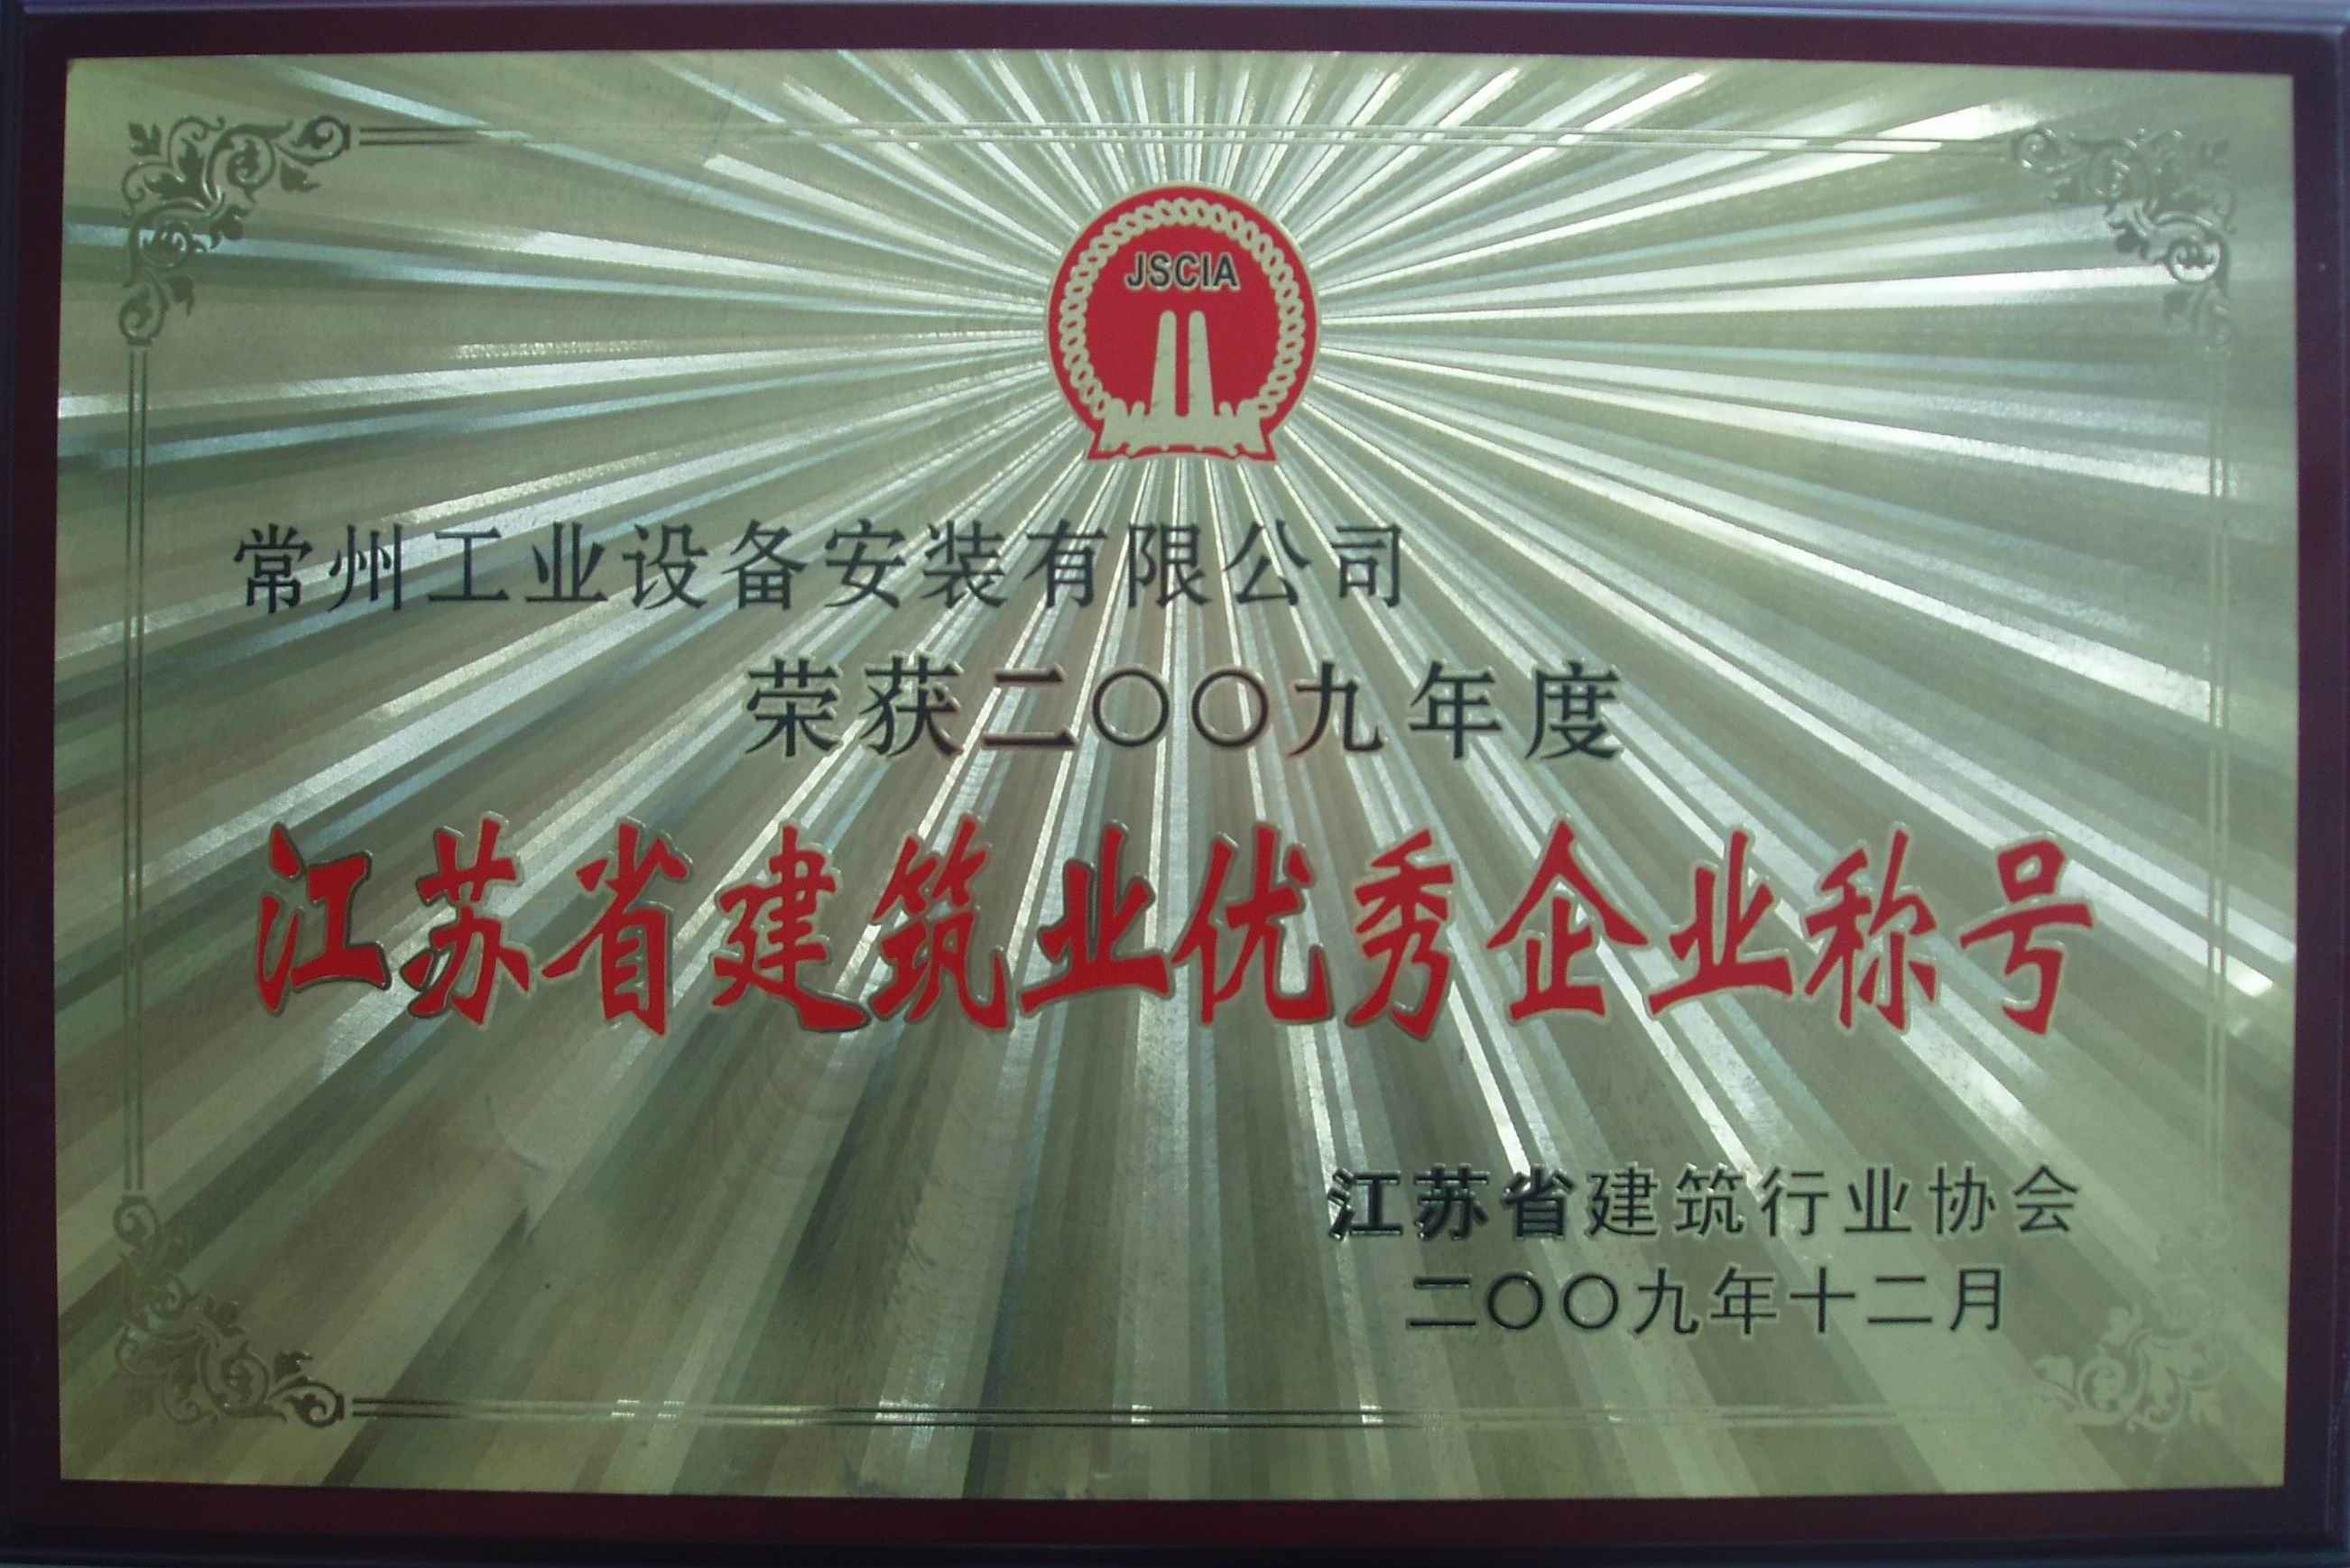 JSCIA
常州工业设备安装有限公司
荣获二〇〇九年度
江苏省建筑业优秀企业称号
江苏省建筑行业协会
二〇〇九年十二月